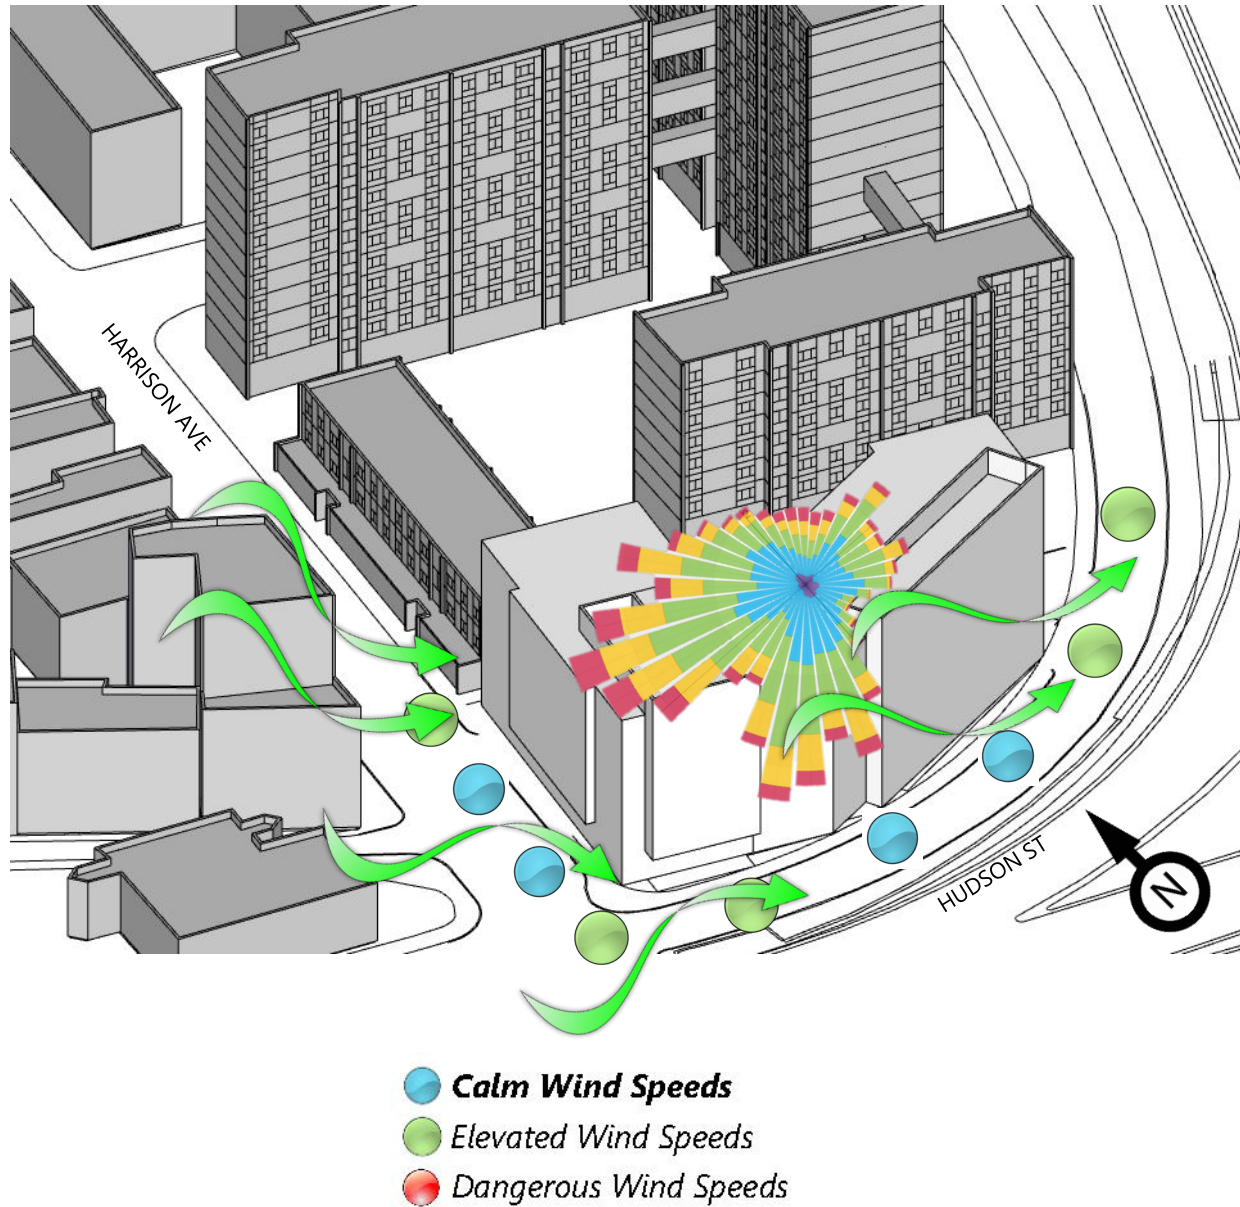 HARRISON AVE
HUDSON ST
N
Calm Wind Speeds
Elevated Wind Speeds
Dangerous Wind Speeds